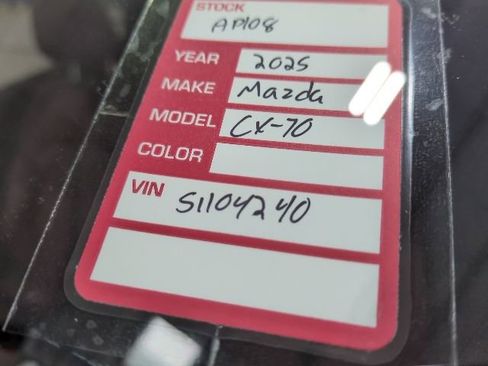 STOCK AP108
YEAR 2025
MAKE Mazda
MODEL CX-70
COLOR
VIN S1104240